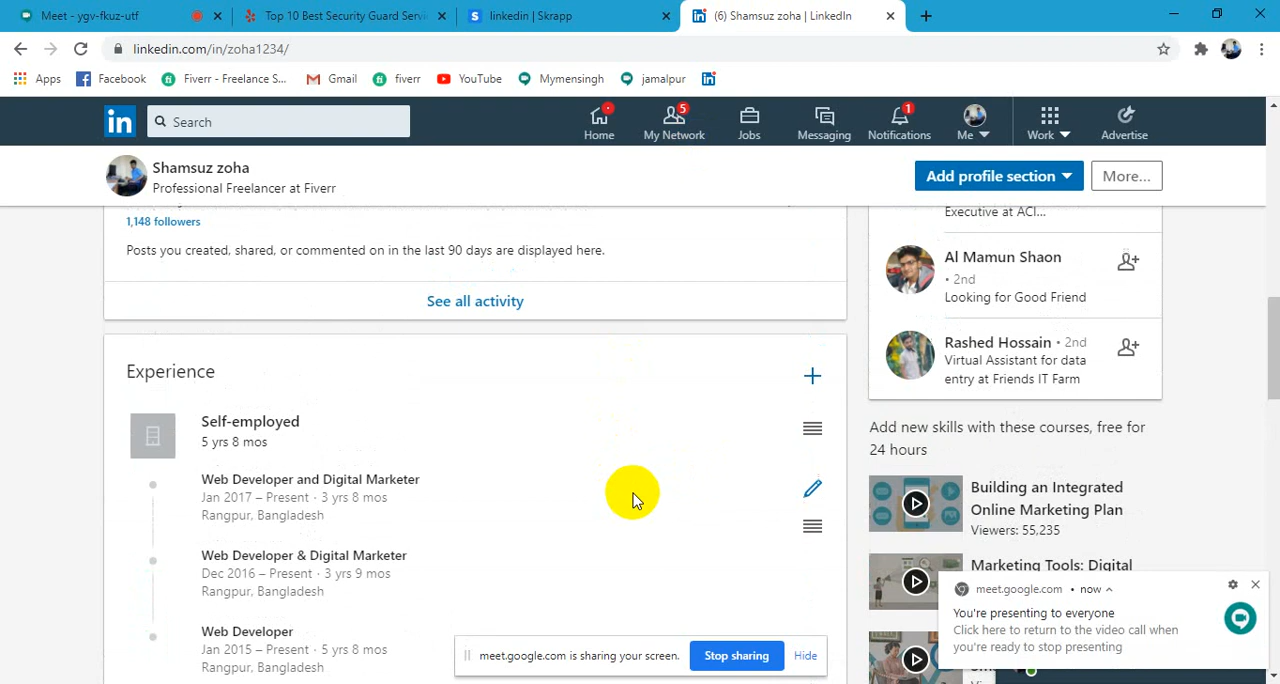 Meet - ygv-fkuz-utf
Top 10 Best Security Guard Servi
linkedin | Skrapp
(6) Shamsuz zoha | LinkedIn
linkedin.com/in/zoha1234/
Apps
Facebook
Fiverr - Freelance S...
Gmail
fiverr
YouTube
Mymensingh
jamalpur
in
Search
Home
5
My Network
Jobs
Messaging
1
Notifications
Me
Work
Advertise
Shamsuz zoha
Professional Freelancer at Fiverr
Add profile section
More...
1,148 followers
Posts you created, shared, or commented on in the last 90 days are displayed here.
See all activity
Experience
Self-employed
5 yrs 8 mos
Web Developer and Digital Marketer
Jan 2017 – Present · 3 yrs 8 mos
Rangpur, Bangladesh
Web Developer & Digital Marketer
Dec 2016 – Present · 3 yrs 9 mos
Rangpur, Bangladesh
Web Developer
Jan 2015 – Present · 5 yrs 8 mos
Rangpur, Bangladesh
Executive at ACI...
Al Mamun Shaon
• 2nd
Looking for Good Friend
Rashed Hossain • 2nd
Virtual Assistant for data
entry at Friends IT Farm
Add new skills with these courses, free for
24 hours
Building an Integrated
Online Marketing Plan
Viewers: 55,235
Marketing Tools: Digital
meet.google.com • now
You're presenting to everyone
Click here to return to the video call when
you're ready to stop presenting
meet.google.com is sharing your screen.
Stop sharing
Hide